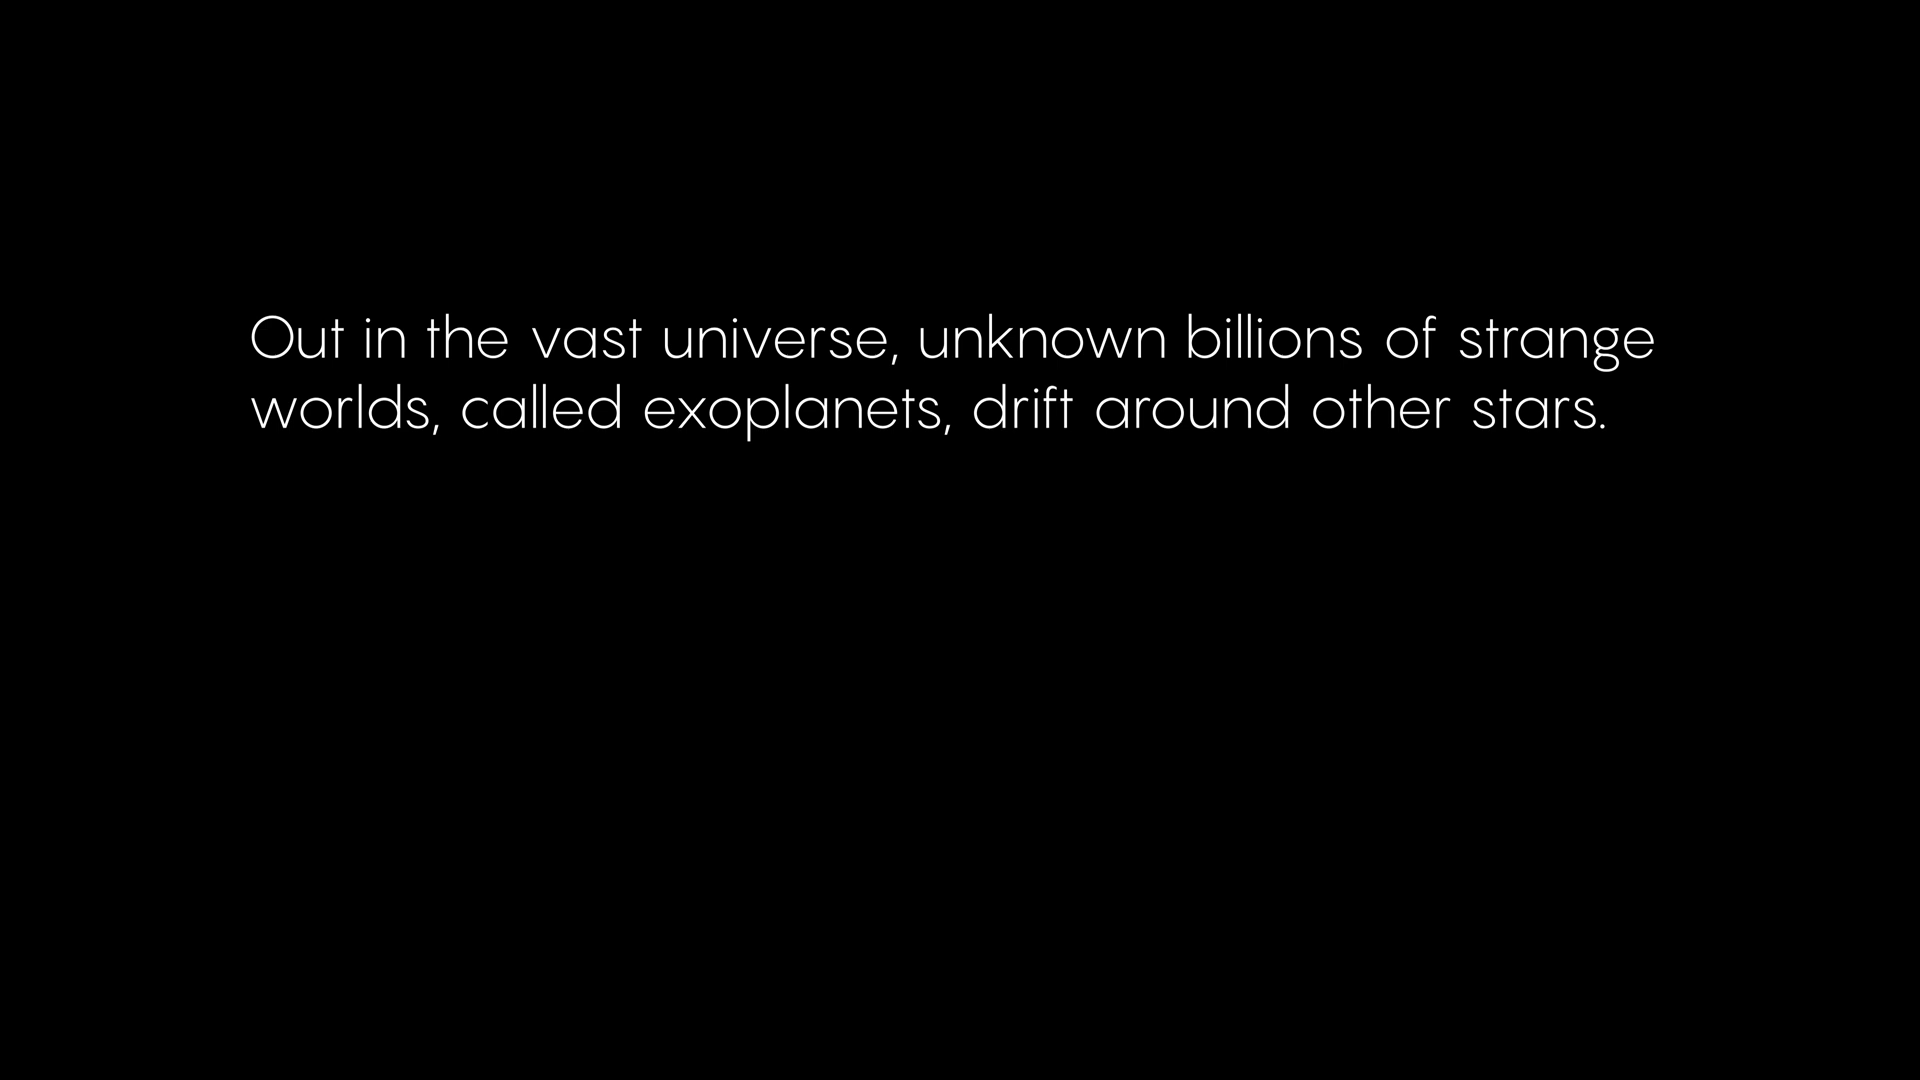 Out in the vast universe, unknown billions of strange
worlds, called exoplanets, drift around other stars.